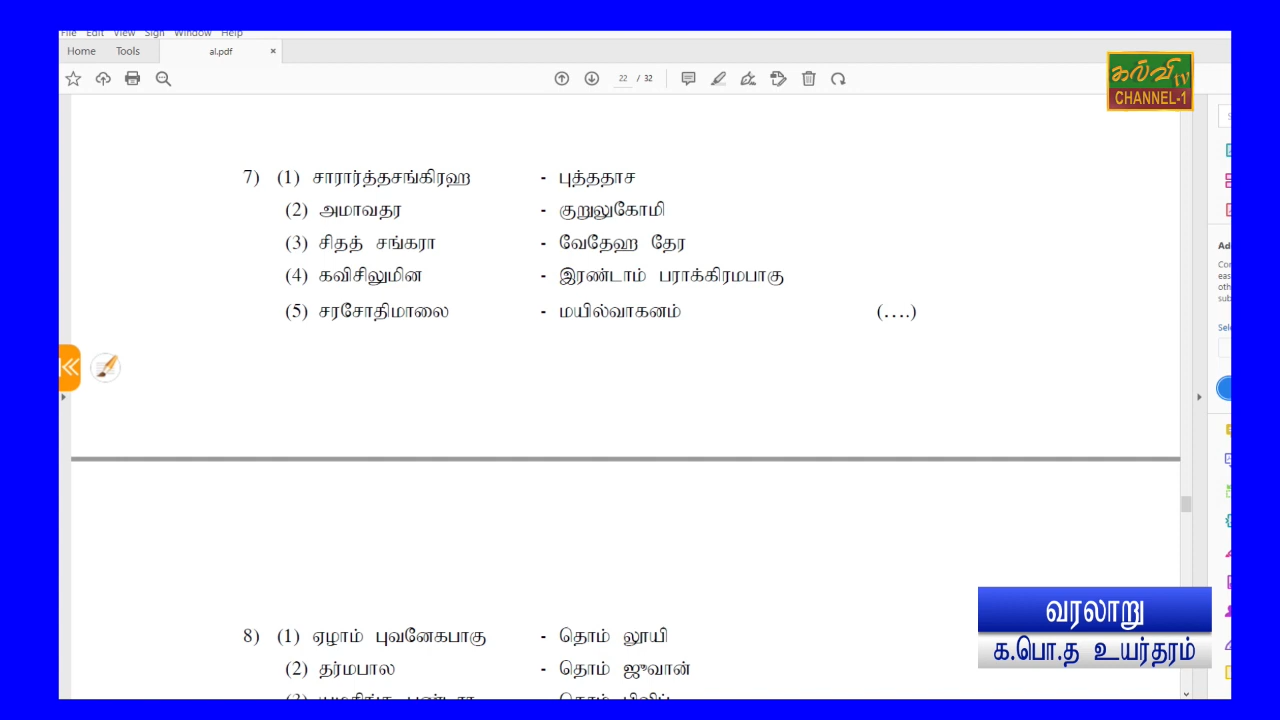 File Edit View Sign Window Help
Home Tools al.pdf ×
22 / 32
கல்வி TV
CHANNEL-1
7) (1) சாரார்த்தசங்கிரஹ - புத்ததாச
(2) அமாவதர - குறுலுகோமி
(3) சிதத் சங்கரா - வேதேஹ தேர
(4) கவிசிலுமின - இரண்டாம் பராக்கிரமபாகு
(5) சரசோதிமாலை - மயில்வாகனம் (....)
8) (1) ஏழாம் புவனேகபாகு - தொம் லூயி
(2) தர்மபால - தொம் ஜுவான்
வரலாறு
க.பொ.த உயர்தரம்